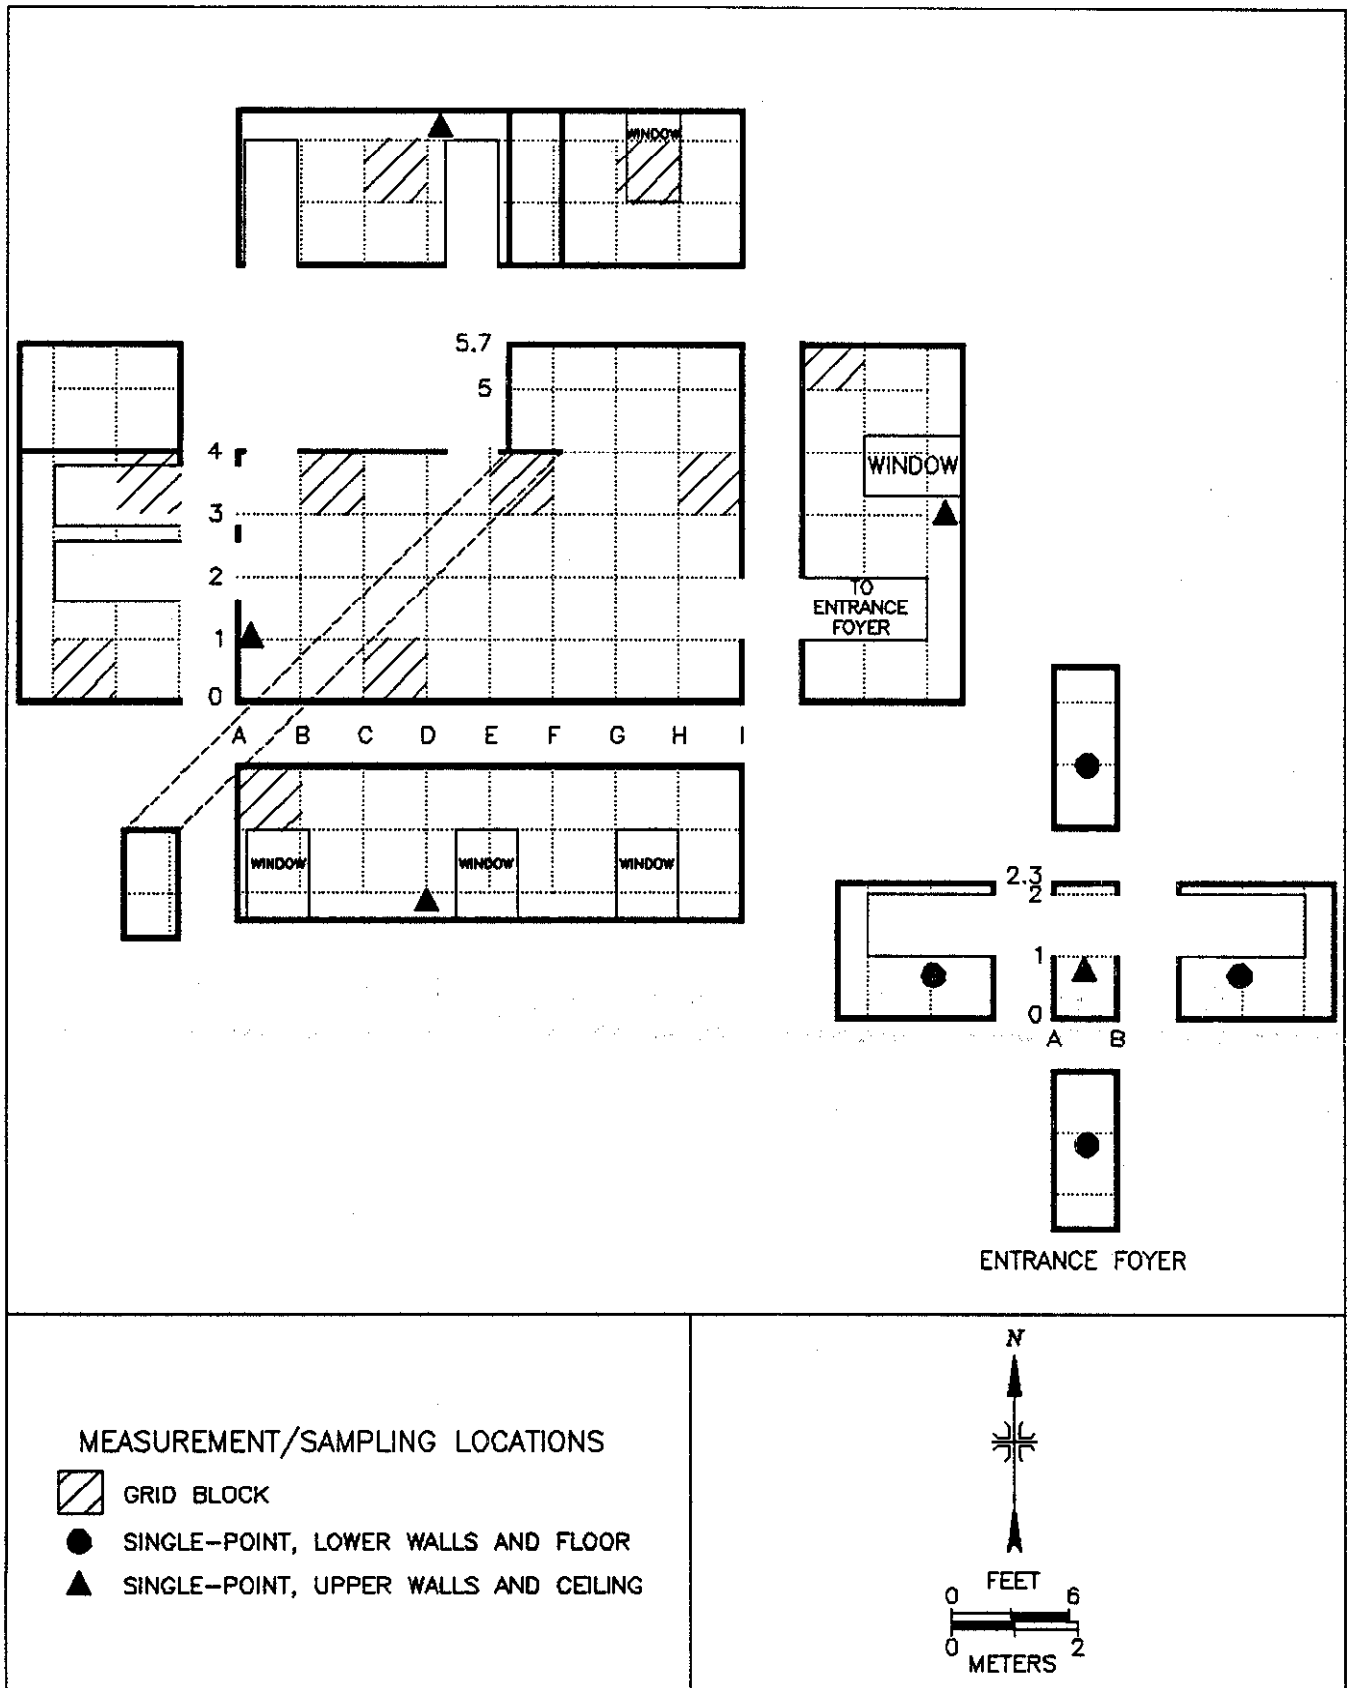 WINDOW
5.7
5
4
WINDOW
3
2
TO
ENTRANCE
FOYER
1
0
A B C D E F G H I
WINDOW WINDOW WINDOW
2.3
2
1
0
A B
ENTRANCE FOYER
N
MEASUREMENT/SAMPLING LOCATIONS
GRID BLOCK
SINGLE-POINT, LOWER WALLS AND FLOOR
SINGLE-POINT, UPPER WALLS AND CEILING
FEET
0 6
0 2
METERS